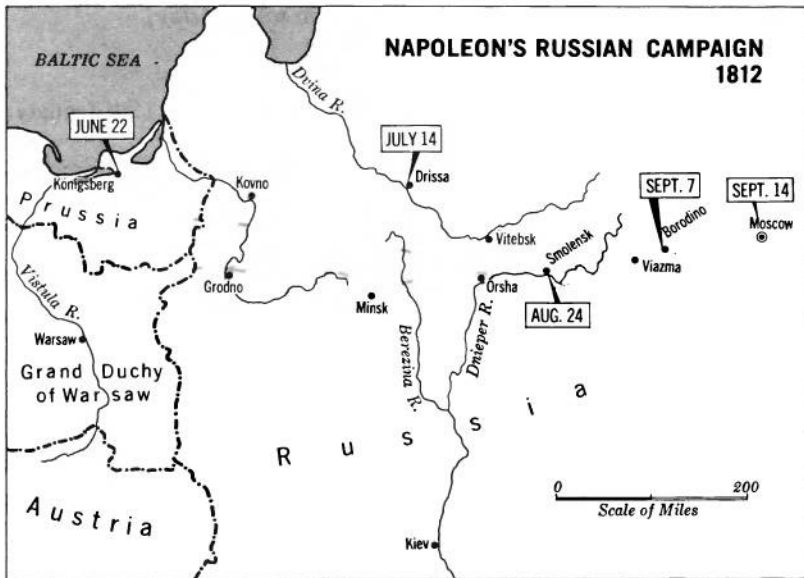 NAPOLEON'S RUSSIAN CAMPAIGN
1812
BALTIC SEA
Dvina R.
JUNE 22
JULY 14
Königsberg
Kovno
Drissa
SEPT. 7
SEPT. 14
Prussia
Borodino
Moscow
Vitebsk
Smolensk
Viazma
Vistula R.
Grodno
Minsk
Orsha
AUG. 24
Warsaw
Berezina R.
Dnieper R.
Grand Duchy
of Warsaw
Russia
Austria
0 200
Scale of Miles
Kiev